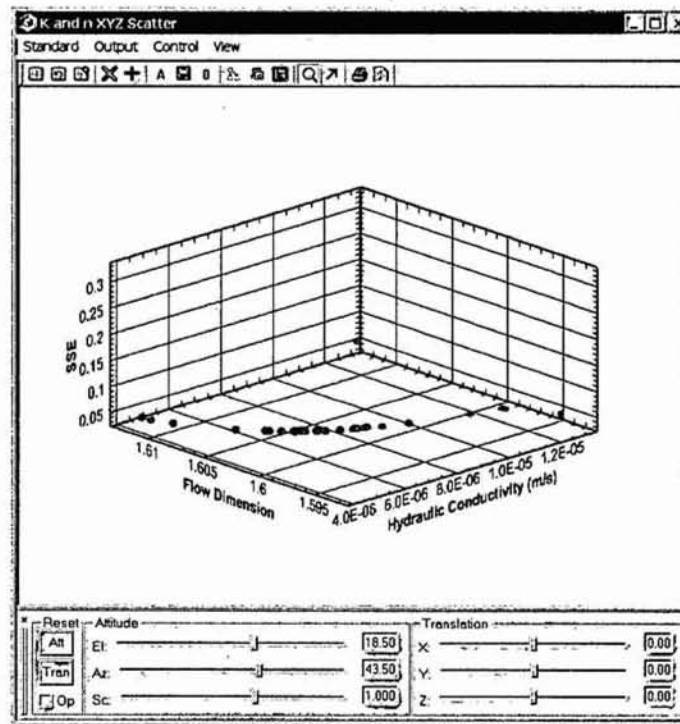 K and n XYZ Scatter
Standard Output Control View
A 0
0.3
0.25
0.2
0.15
0.1
0.05
SSE
1.61
1.605
1.6
1.595
Flow Dimension
4.0E-06
6.0E-06
8.0E-06
1.0E-05
1.2E-05
Hydraulic Conductivity (m/s)
Reset
Att
Tran
Op
Attitude
El: 18.50
Az: 43.50
Sc: 1.000
Translation
X: 0.00
Y: 0.00
Z: 0.00